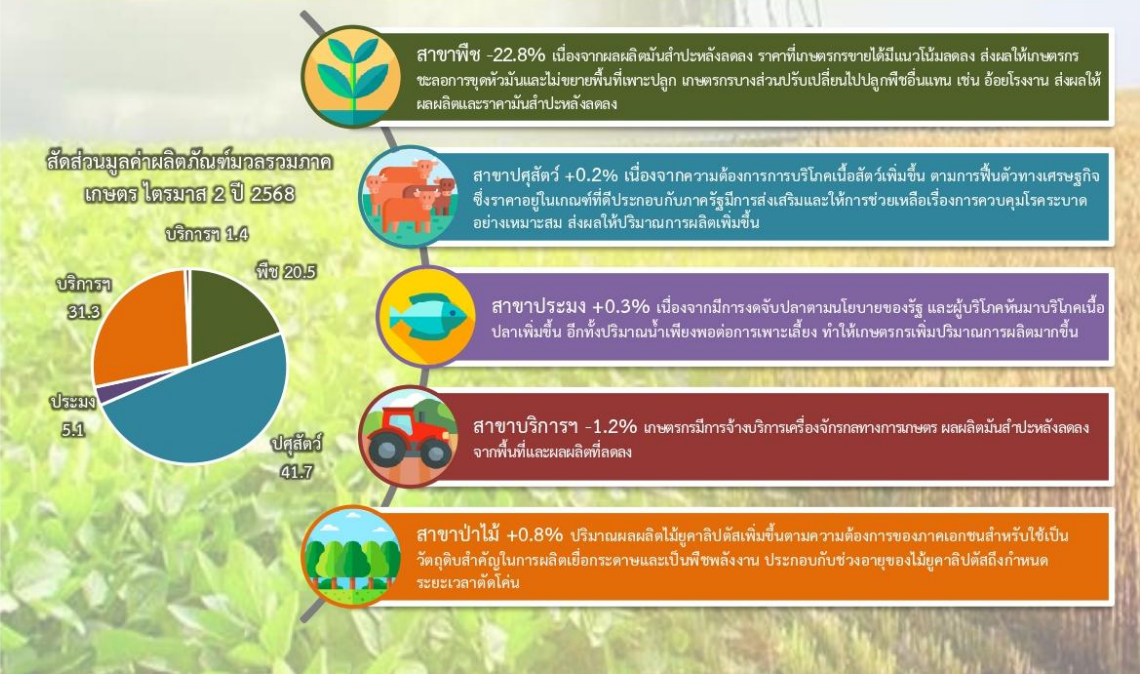 สัดส่วนมูลค่าผลิตภัณฑ์มวลรวมภาค
เกษตร ไตรมาส 2 ปี 2568
บริการฯ 1.4
พืช 20.5
บริการฯ
31.3
ประมง
5.1
ปศุสัตว์
41.7
สาขาพืช -22.8% เนื่องจากผลผลิตมันสำปะหลังลดลง ราคาที่เกษตรกรขายได้มีแนวโน้มลดลง ส่งผลให้เกษตรกร
ชะลอการขุดหัวมันและไม่ขยายพื้นที่เพาะปลูก เกษตรกรบางส่วนปรับเปลี่ยนไปปลูกพืชอื่นแทน เช่น อ้อยโรงงาน ส่งผลให้
ผลผลิตและราคามันสำปะหลังลดลง
สาขาปศุสัตว์ +0.2% เนื่องจากความต้องการการบริโภคเนื้อสัตว์เพิ่มขึ้น ตามการฟื้นตัวทางเศรษฐกิจ
ซึ่งราคาอยู่ในเกณฑ์ที่ดีประกอบกับภาครัฐมีการส่งเสริมและให้การช่วยเหลือเรื่องการควบคุมโรคระบาด
อย่างเหมาะสม ส่งผลให้ปริมาณการผลิตเพิ่มขึ้น
สาขาประมง +0.3% เนื่องจากมีการงดจับปลาตามนโยบายของรัฐ และผู้บริโภคหันมาบริโภคเนื้อ
ปลาเพิ่มขึ้น อีกทั้งปริมาณน้ำเพียงพอต่อการเพาะเลี้ยง ทำให้เกษตรกรเพิ่มปริมาณการผลิตมากขึ้น
สาขาบริการฯ -1.2% เกษตรกรมีการจ้างบริการเครื่องจักรกลทางการเกษตร ผลผลิตมันสำปะหลังลดลง
จากพื้นที่และผลผลิตที่ลดลง
สาขาป่าไม้ +0.8% ปริมาณผลผลิตไม้ยูคาลิปตัสเพิ่มขึ้นตามความต้องการของภาคเอกชนสำหรับใช้เป็น
วัตถุดิบสำคัญในการผลิตเยื่อกระดาษและเป็นพืชพลังงาน ประกอบกับช่วงอายุของไม้ยูคาลิปตัสถึงกำหนด
ระยะเวลาตัดโค่น